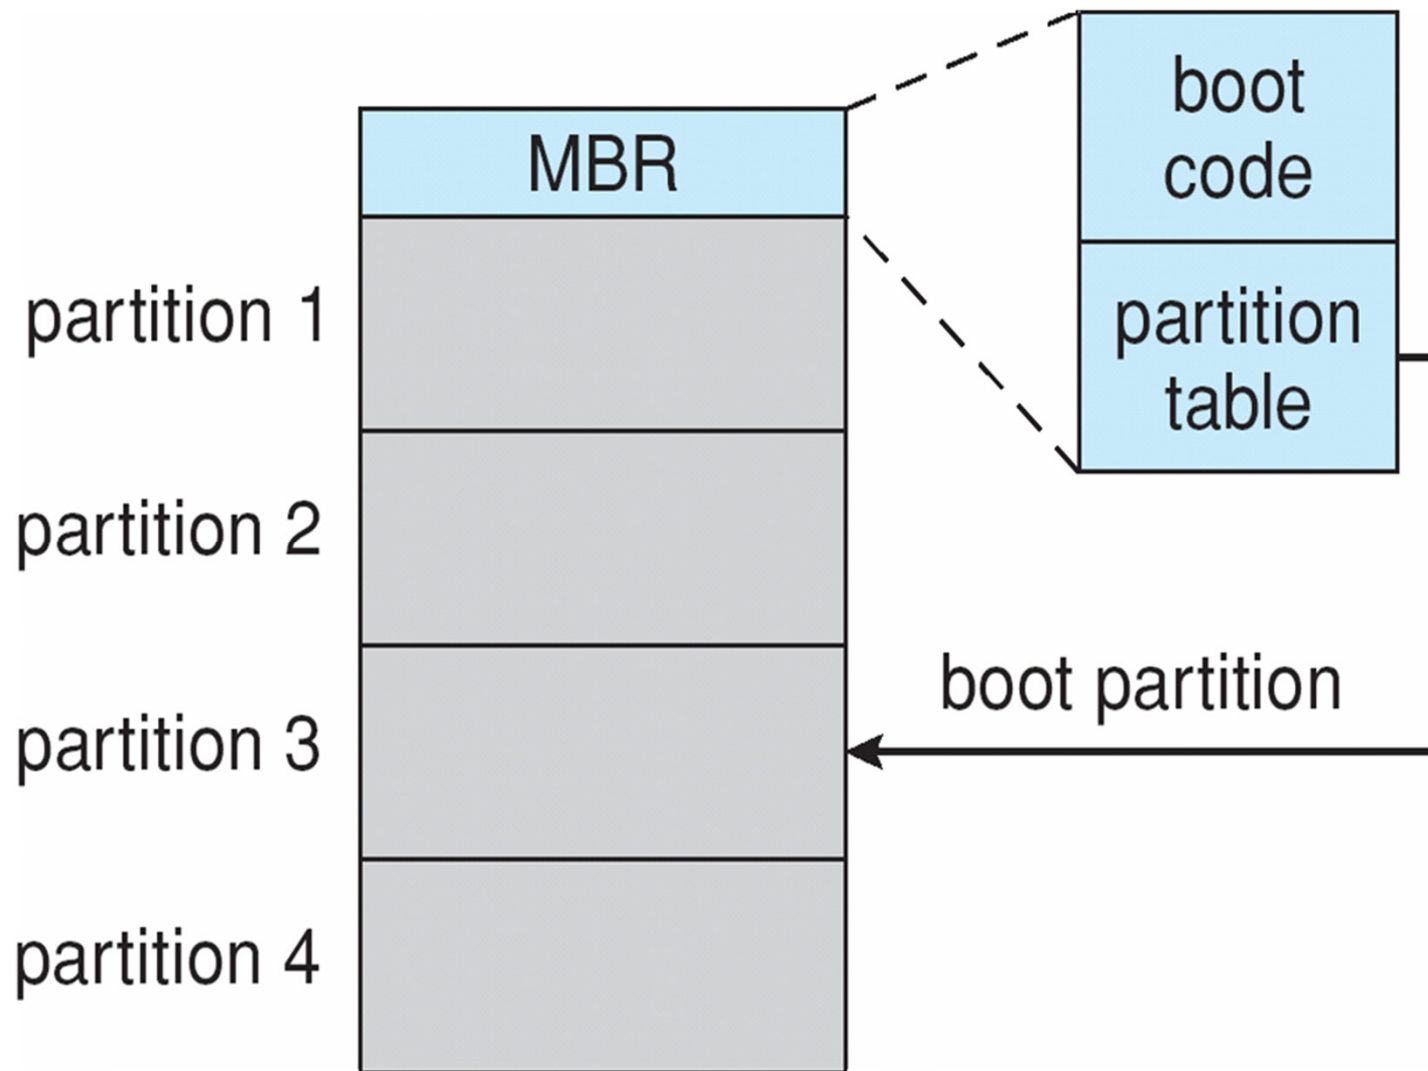 MBR
boot
code
partition
table
partition 1
partition 2
boot partition
partition 3
partition 4